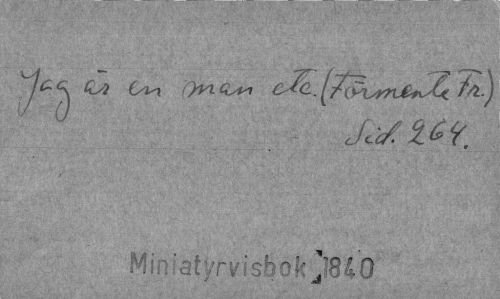 Jag är en man etc. (Förmente Fr.)
Sid. 264.
Miniatyrvisbok 1840